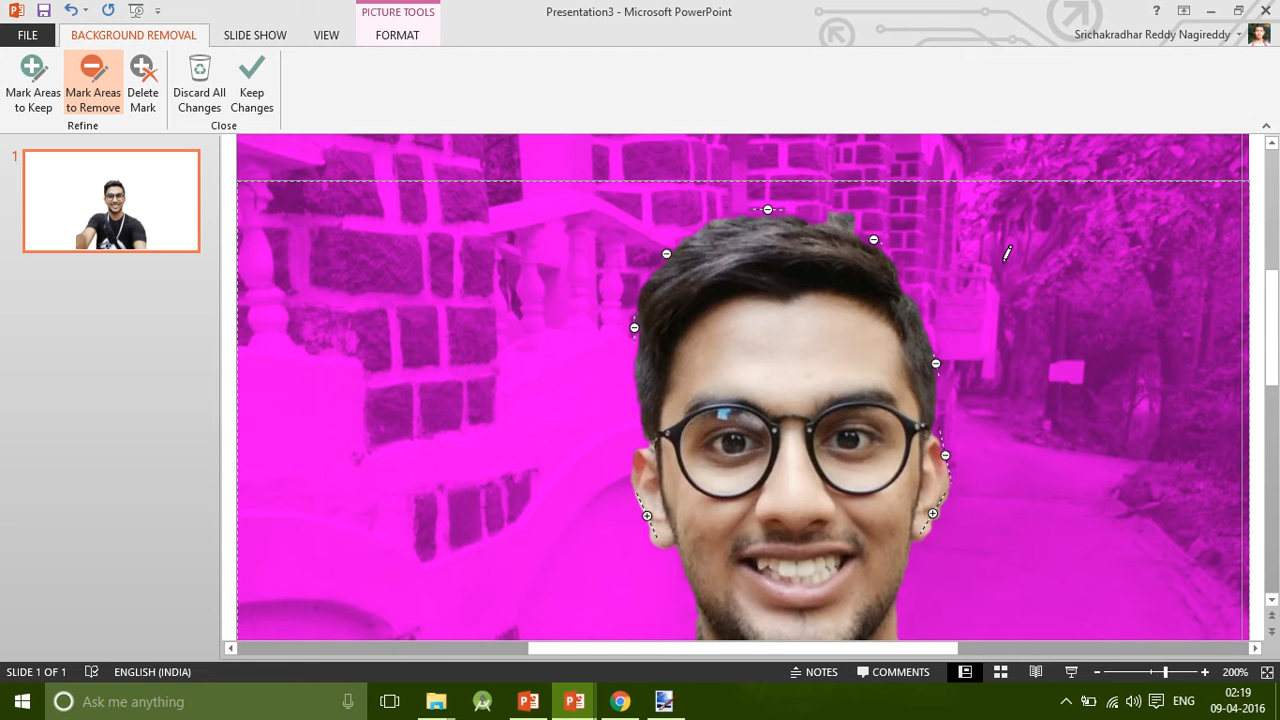 Presentation3 - Microsoft PowerPoint
PICTURE TOOLS
?
FILE
BACKGROUND REMOVAL
SLIDE SHOW
VIEW
FORMAT
Srichakradhar Reddy Nagireddy
Mark Areas
to Keep
Mark Areas
to Remove
Delete
Mark
Discard All
Changes
Keep
Changes
Refine
Close
1
SLIDE 1 OF 1
ENGLISH (INDIA)
NOTES
COMMENTS
200%
Ask me anything
ENG
02:19
09-04-2016